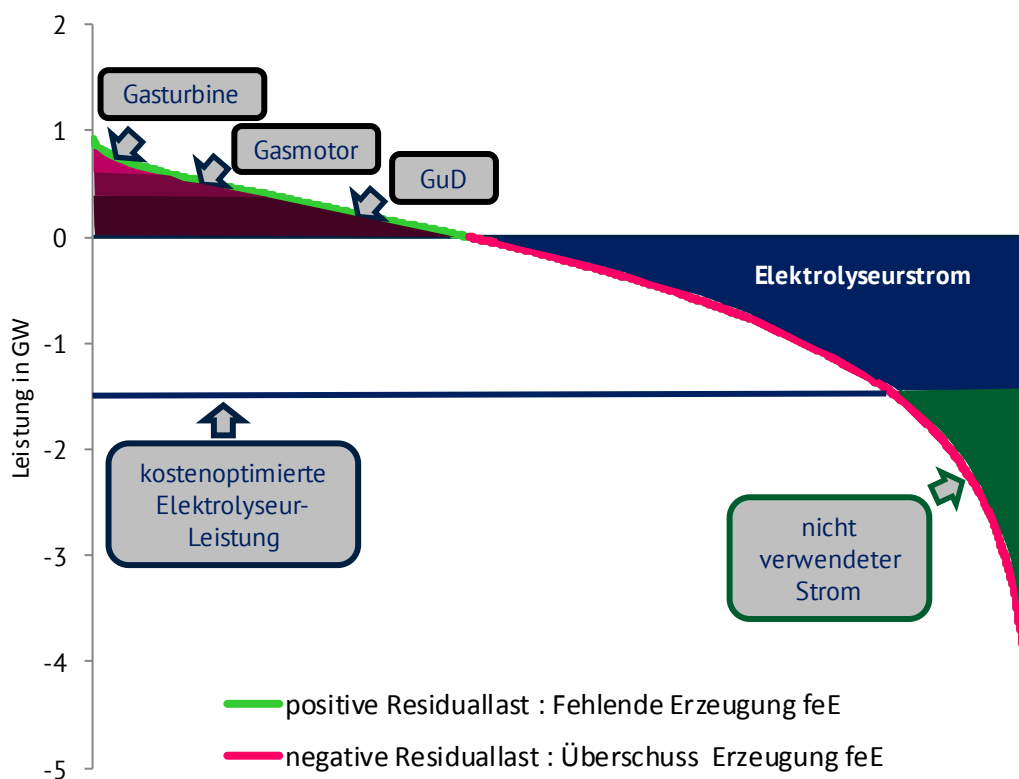 2
Gasturbine
1
Gasmotor
GuD
0
Elektrolyseurstrom
-1
Leistung in GW
-2
kostenoptimierte
Elektrolyseur-
Leistung
nicht
verwendeter
Strom
-3
-4
positive Residuallast : Fehlende Erzeugung feE
negative Residuallast : Überschuss Erzeugung feE
-5